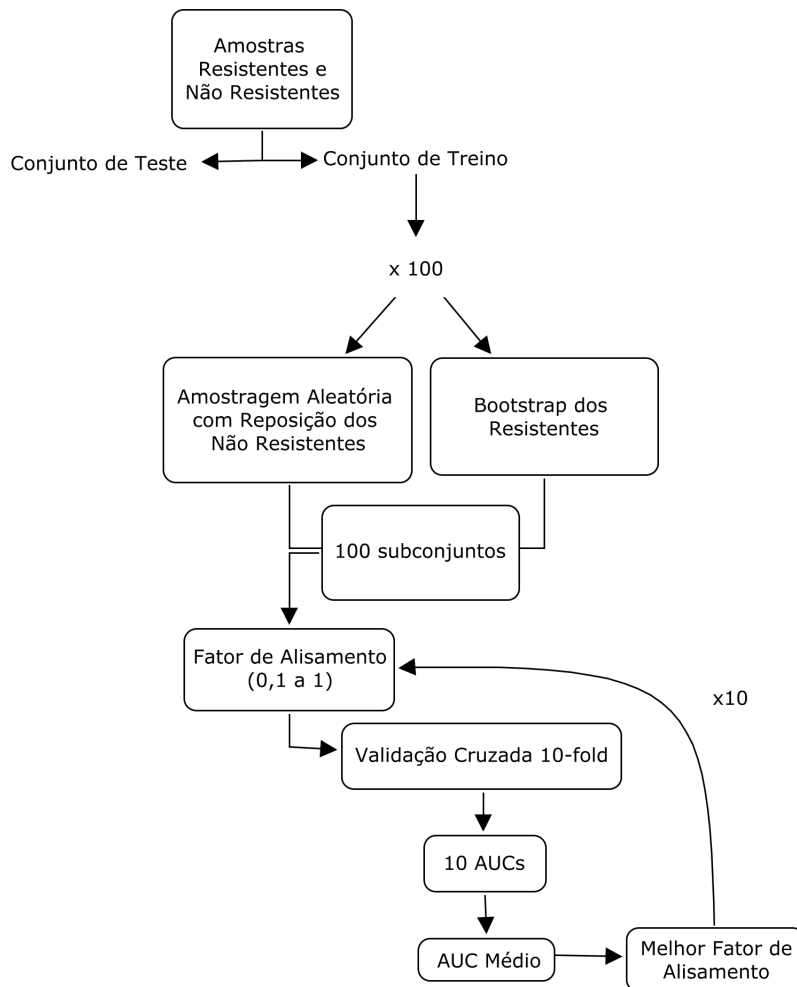 Amostras
Resistentes e
Não Resistentes
Conjunto de Teste
Conjunto de Treino
x 100
Amostragem Aleatória
com Reposição dos
Não Resistentes
Bootstrap dos
Resistentes
100 subconjuntos
Fator de Alisamento
(0,1 a 1)
x10
Validação Cruzada 10-fold
10 AUCs
AUC Médio
Melhor Fator de
Alisamento